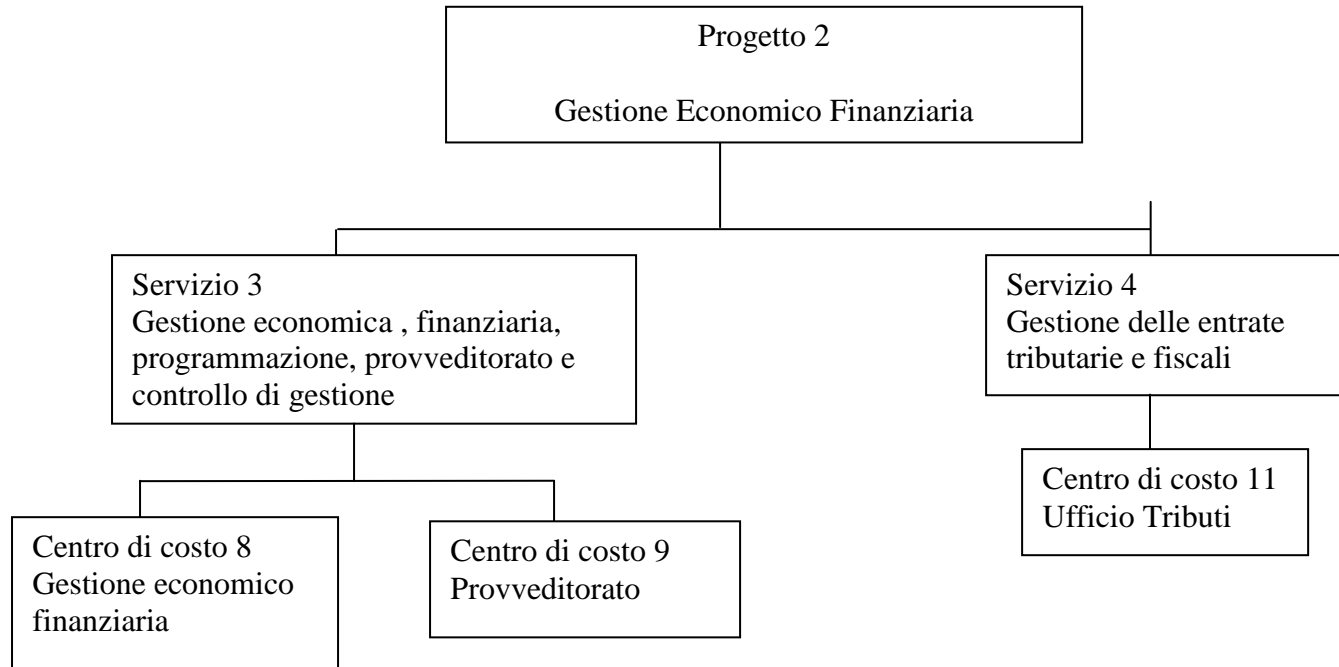 Progetto 2
Gestione Economico Finanziaria
Servizio 3
Gestione economica , finanziaria,
programmazione, provveditorato e
controllo di gestione
Servizio 4
Gestione delle entrate
tributarie e fiscali
Centro di costo 8
Gestione economico
finanziaria
Centro di costo 9
Provveditorato
Centro di costo 11
Ufficio Tributi